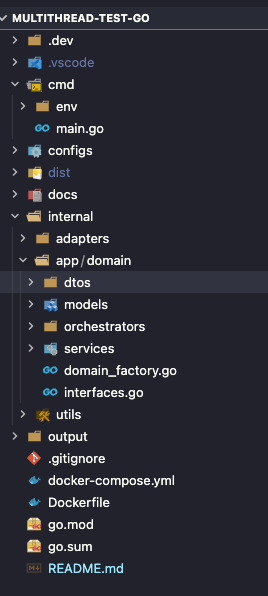 MULTITHREAD-TEST-GO
.dev
.vscode
cmd
env
main.go
configs
dist
docs
internal
adapters
app/domain
dtos
models
orchestrators
services
domain_factory.go
interfaces.go
utils
output
.gitignore
docker-compose.yml
Dockerfile
go.mod
go.sum
README.md